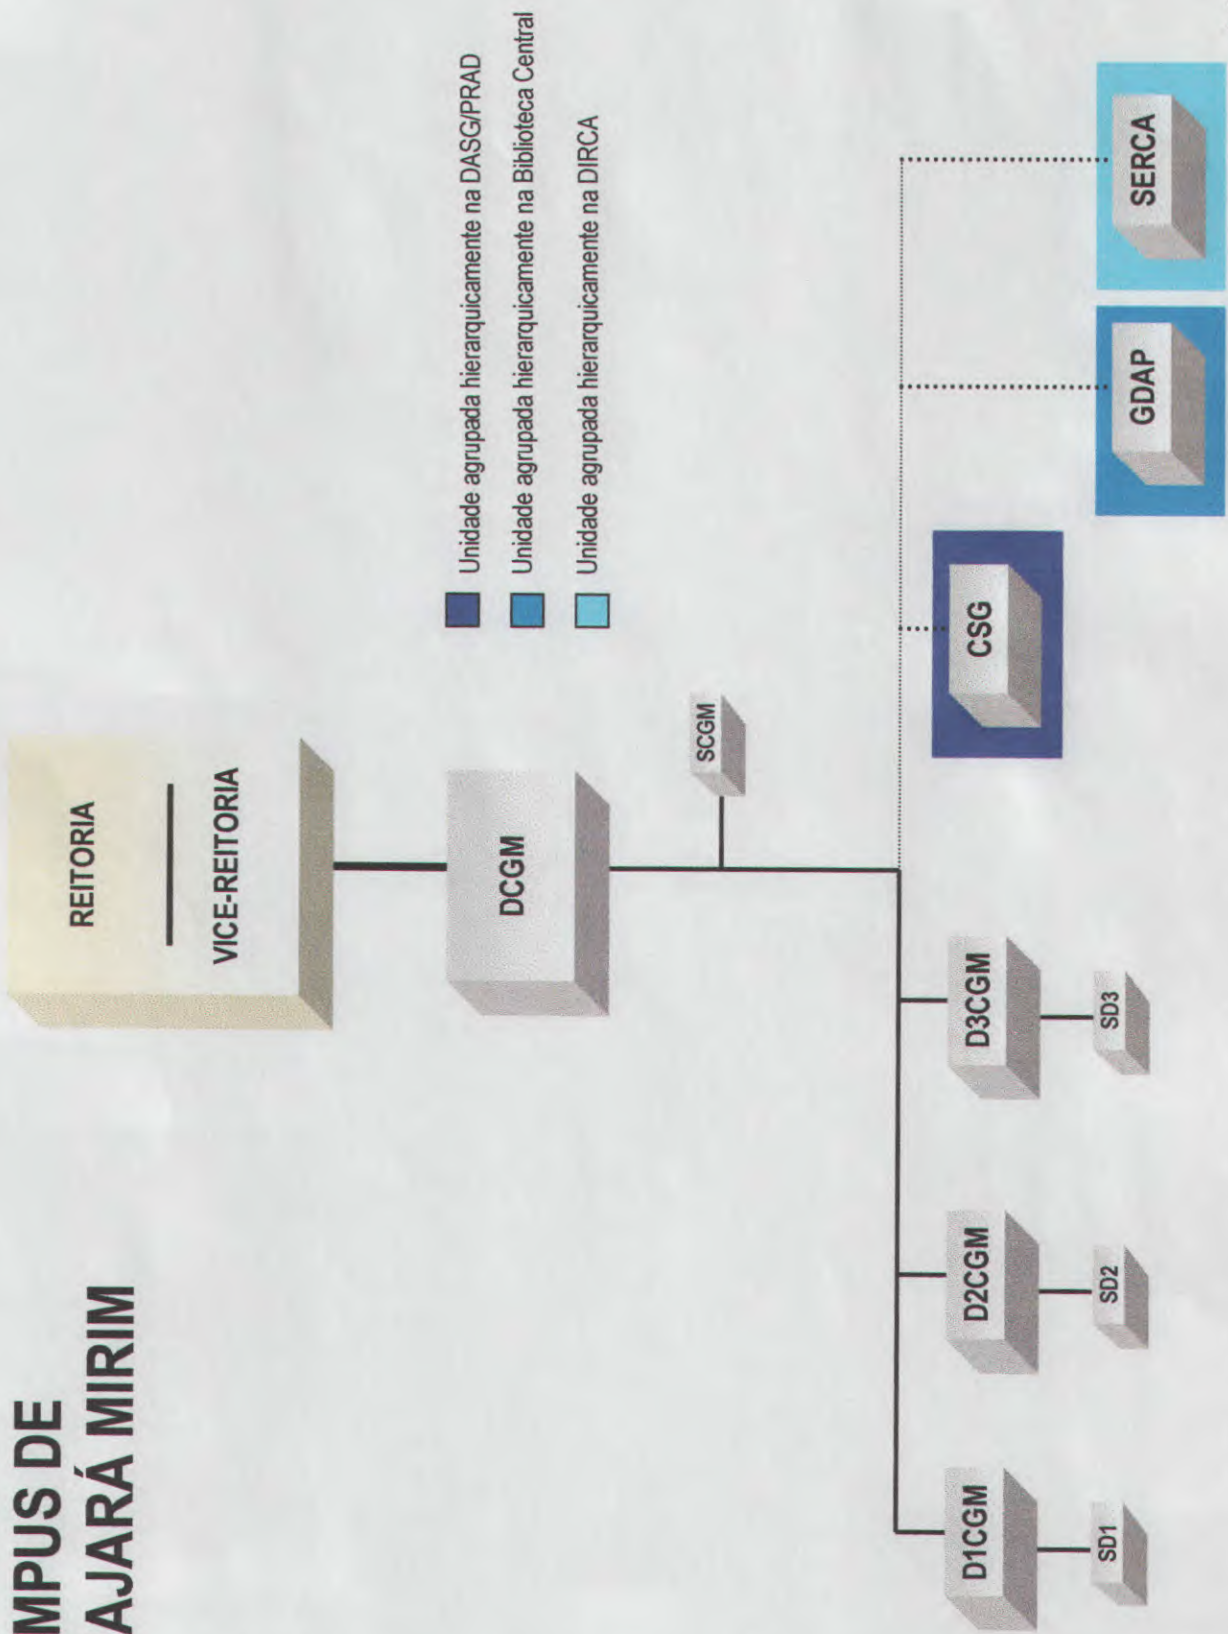 MPUS DE
AJARÁ MIRIM
REITORIA
VICE-REITORIA
DCGM
SCGM
Unidade agrupada hierarquicamente na DASG/PRAD
Unidade agrupada hierarquicamente na Biblioteca Central
Unidade agrupada hierarquicamente na DIRCA
D1CGM
D2CGM
D3CGM
CSG
SD1
SD2
SD3
GDAP
SERCA